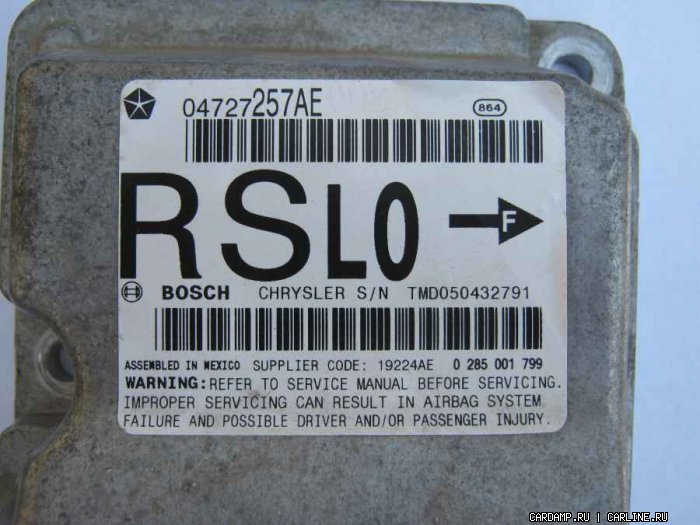 04727257AE 864
RSL0 F
BOSCH CHRYSLER S/N TMD050432791
ASSEMBLED IN MEXICO SUPPLIER CODE: 19224AE 0 285 001 799
WARNING: REFER TO SERVICE MANUAL BEFORE SERVICING.
IMPROPER SERVICING CAN RESULT IN AIRBAG SYSTEM
FAILURE AND POSSIBLE DRIVER AND/OR PASSENGER INJURY.
CARDAMP.RU | CARLINE.RU